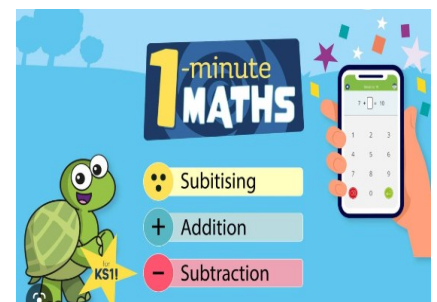 1-minute
MATHS
Subitising
+ Addition
− Subtraction
for
KS1!
7 + = 10
1 2 3
4 5 6
7 8 9
0